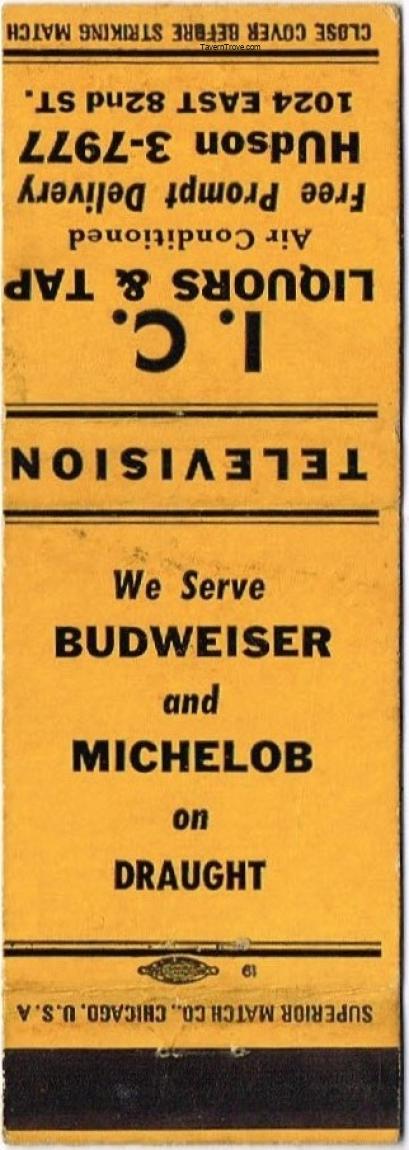 CLOSE COVER BEFORE STRIKING MATCH
TavernTrove.com
I. C.
LIQUORS & TAP
Air Conditioned
Free Prompt Delivery
HUdson 3-7977
1024 EAST 82nd ST.
TELEVISION
We Serve
BUDWEISER
and
MICHELOB
on
DRAUGHT
19
SUPERIOR MATCH CO., CHICAGO, U.S.A